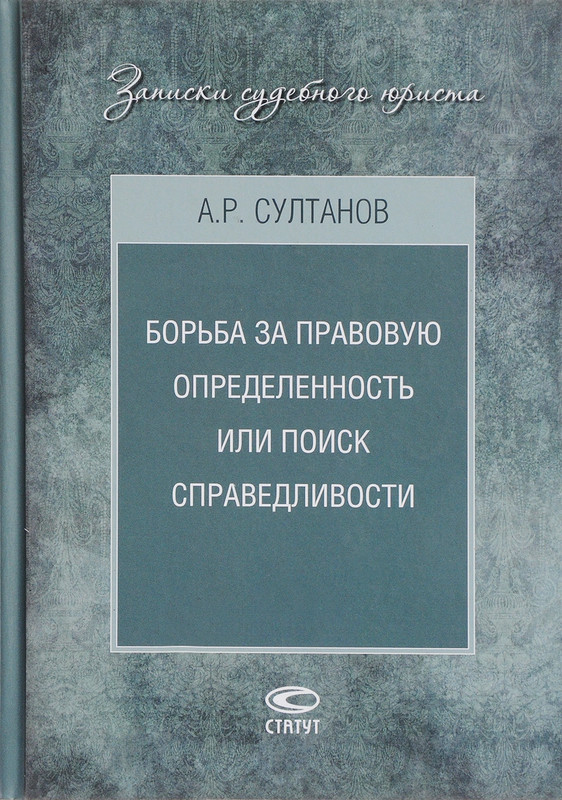 Записки судебного юриста
А.Р. СУЛТАНОВ
БОРЬБА ЗА ПРАВОВУЮ
ОПРЕДЕЛЕННОСТЬ
ИЛИ ПОИСК
СПРАВЕДЛИВОСТИ
СТАТУТ